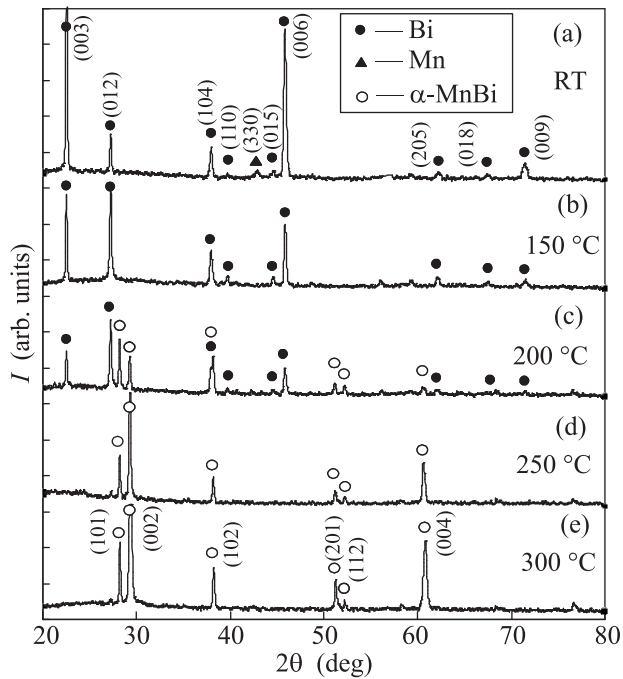 (003)
(012)
(104)
(110)
(330)
(015)
(006)
● — Bi
▲ — Mn
○ — α-MnBi
(a)
RT
(205)
(018)
(009)
(b)
150 °C
(c)
200 °C
(d)
250 °C
(e)
300 °C
(101)
(002)
(102)
(201)
(112)
(004)
I (arb. units)
20 30 40 50 60 70 80
2θ (deg)